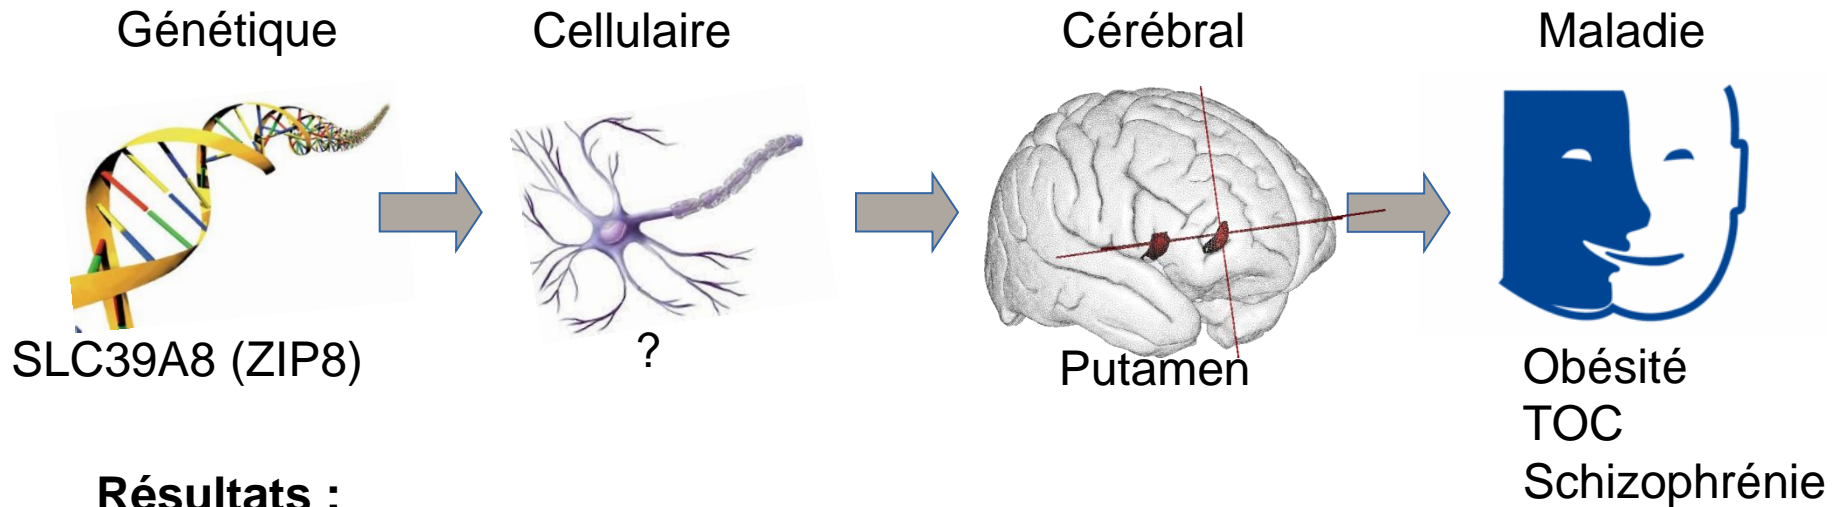 Génétique
Cellulaire
Cérébral
Maladie
SLC39A8 (ZIP8)
?
Putamen
Obésité
TOC
Schizophrénie
Résultats :